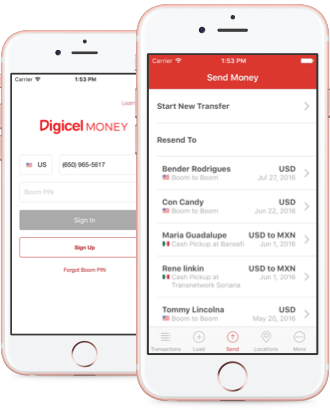 Carrier 1:53 PM
Learn
Digicel MONEY
US (650) 965-5617
Boom PIN
Sign In
Sign Up
Forgot Boom PIN
Carrier 1:53 PM
Send Money
Start New Transfer
Resend To
Bender Rodrigues USD
Boom to Boom Jul 27, 2016
Con Candy USD
Boom to Boom Jun 22, 2016
Maria Guadalupe USD to MXN
Cash Pickup at Bansefi Jun 1, 2016
Rene linkin USD to MXN
Cash Pickup at Jun 1, 2016
Transnetwork Soriana
Tommy Lincolna USD
Boom to Boom May 20, 2016
Transactions Load Send Locations More